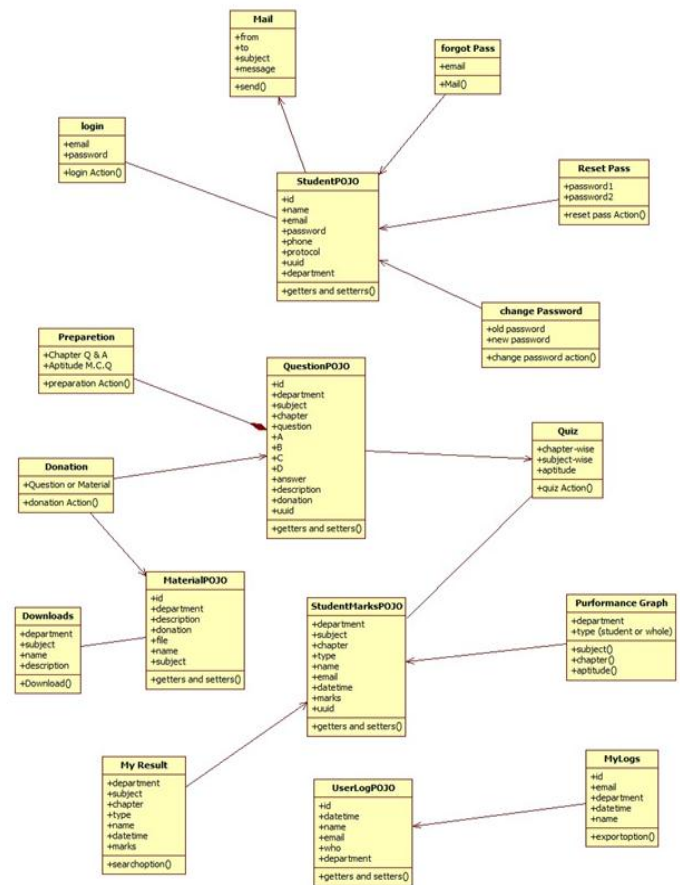 Mail
+from
+to
+subject
+message
+send()
forgot Pass
+email
+Mail()
login
+email
+password
+login Action()
StudentPOJO
+id
+name
+email
+password
+phone
+protocol
+uuid
+department
+getters and setterrs()
Reset Pass
+password1
+password2
+reset pass Action()
change Password
+old password
+new password
+change password action()
Preparetion
+Chapter Q & A
+Aptitude M.C.Q
+preparation Action()
QuestionPOJO
+id
+department
+subject
+chapter
+question
+A
+B
+C
+D
+answer
+description
+donation
+uuid
+getters and setters()
Quiz
+chapter-wise
+subject-wise
+aptitude
+quiz Action()
Donation
+Question or Material
+donation Action()
MaterialPOJO
+id
+department
+description
+donation
+file
+name
+subject
+getters and setters()
Downloads
+department
+subject
+name
+description
+Download()
StudentMarksPOJO
+department
+subject
+chapter
+type
+name
+email
+datetime
+marks
+uuid
+getters and setters()
Purformance Graph
+department
+type (student or whole)
+subject()
+chapter()
+aptitude()
My Result
+department
+subject
+chapter
+type
+name
+datetime
+marks
+searchoption()
UserLogPOJO
+id
+datetime
+name
+email
+who
+department
+getters and setters()
MyLogs
+id
+email
+department
+datetime
+name
+exportoption()